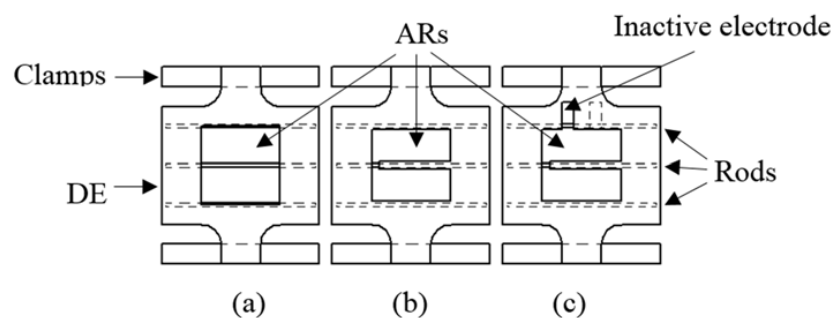 Inactive electrode
ARs
Clamps
Rods
DE
(a) (b) (c)